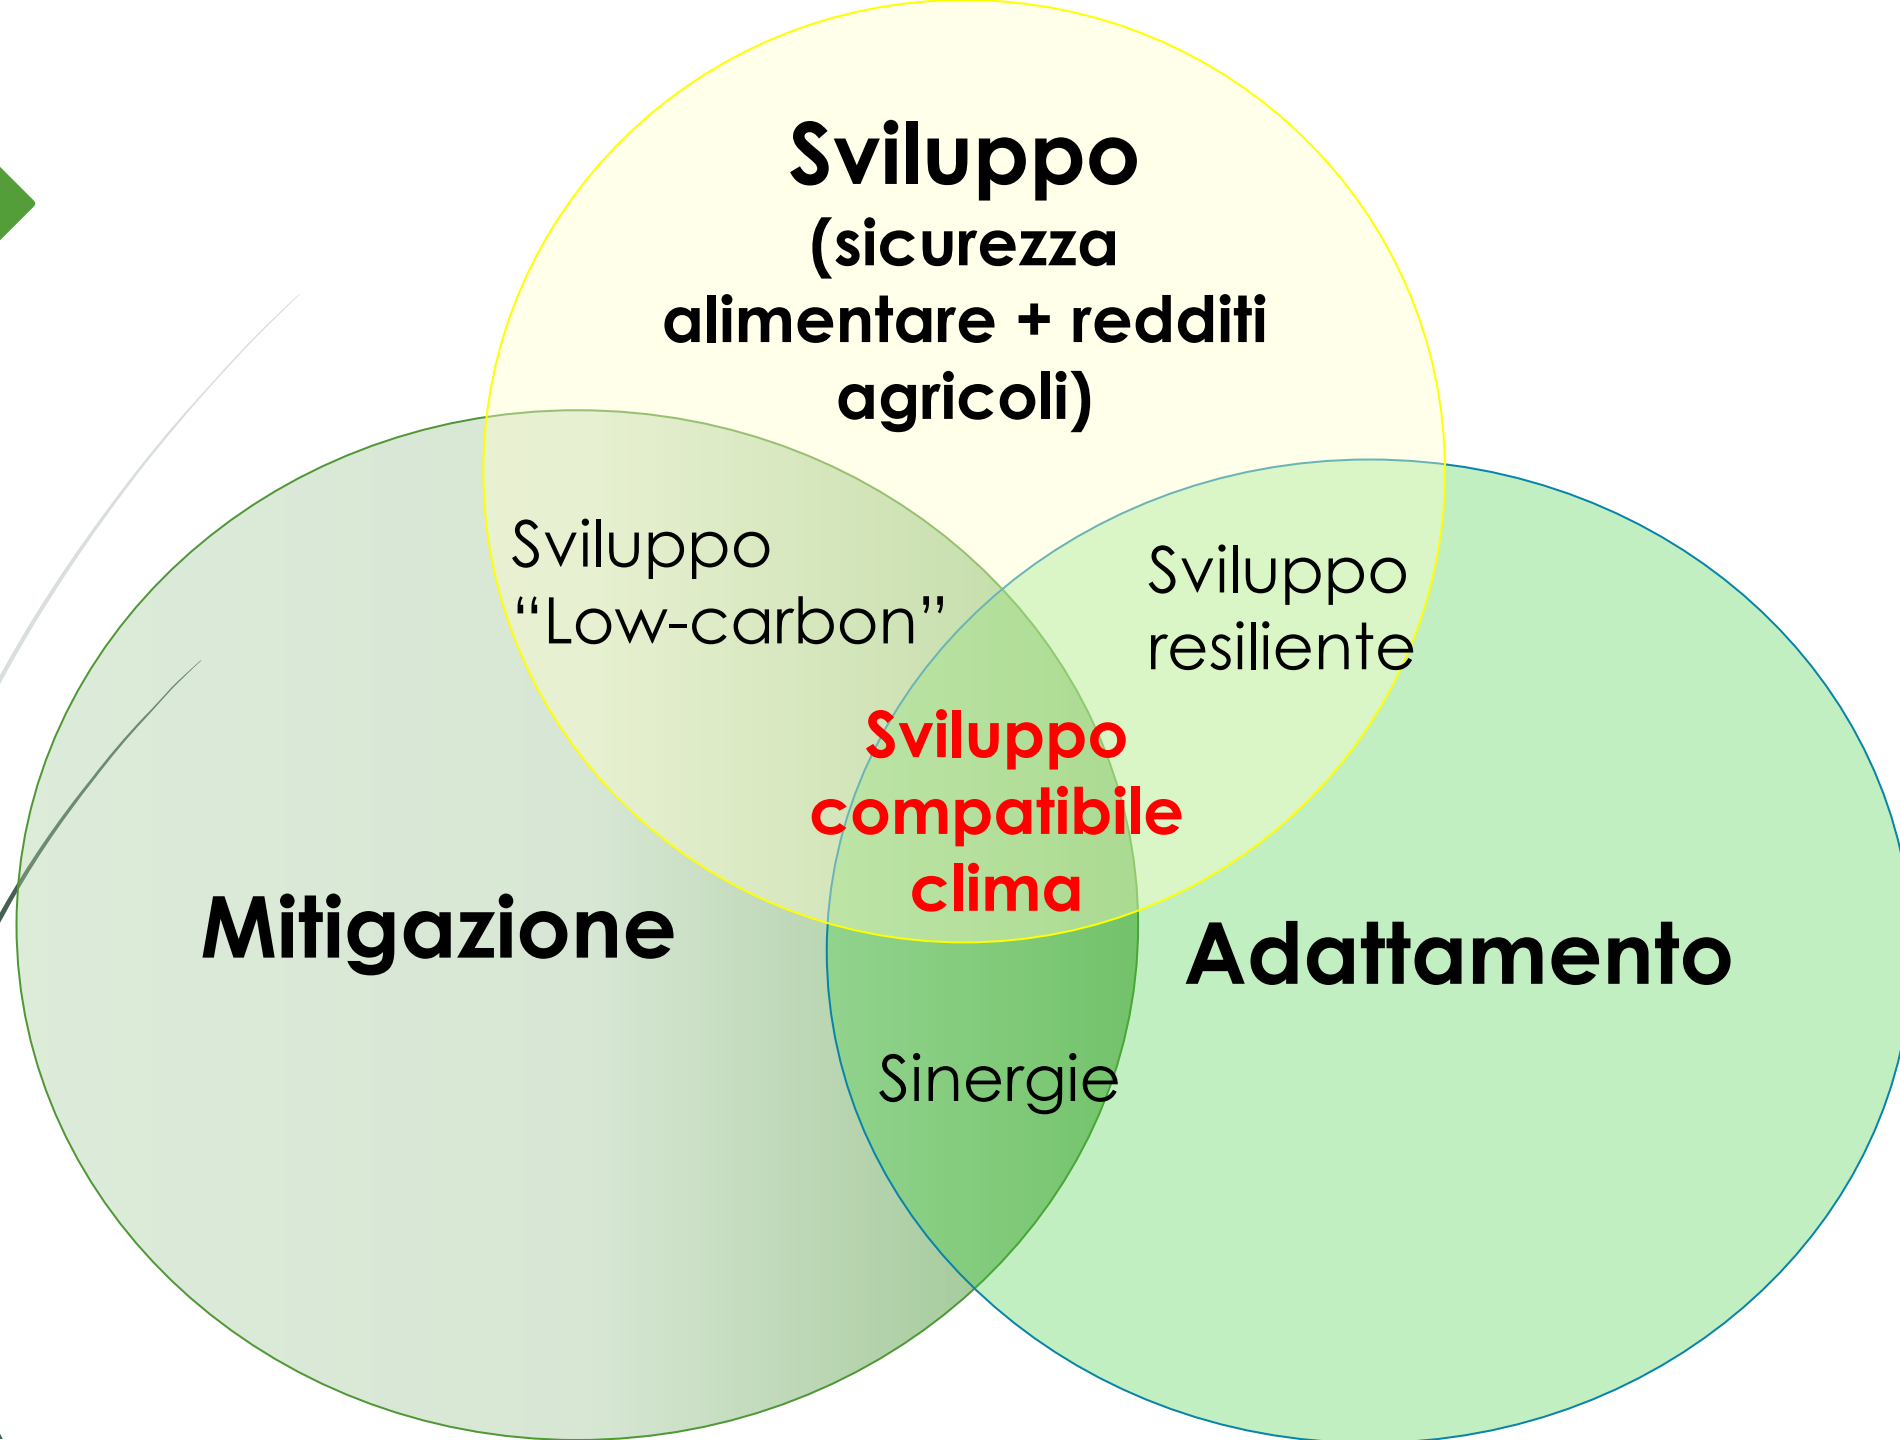 Sviluppo
(sicurezza
alimentare + redditi
agricoli)
Sviluppo
“Low-carbon”
Sviluppo
resiliente
Sviluppo
compatibile
clima
Mitigazione
Adattamento
Sinergie